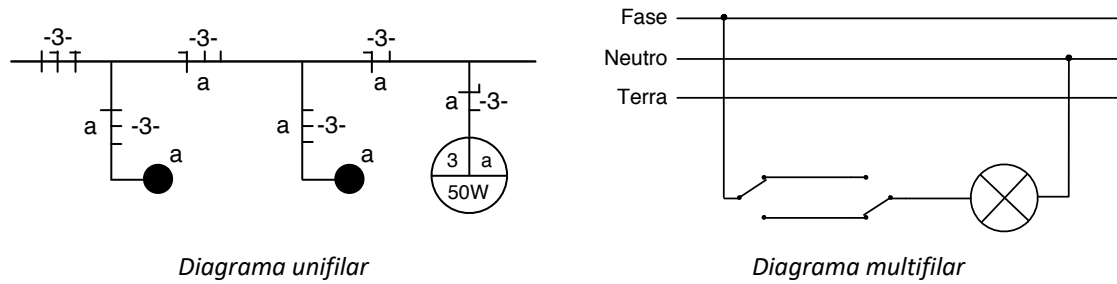 -3- -3- -3- Fase
Neutro
a a
Terra
a -3- a -3- a -3-
a a 3 a
50W
Diagrama unifilar Diagrama multifilar